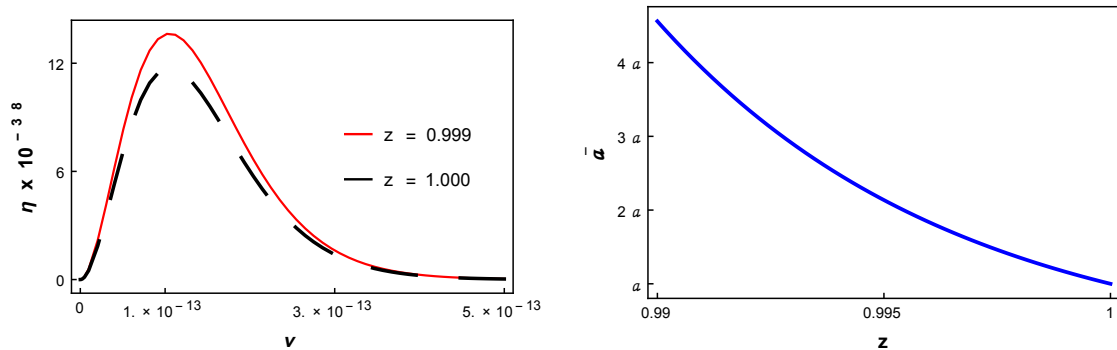 12
6
0
η x 10⁻³⁸
z = 0.999
z = 1.000
0
1. × 10⁻¹³
3. × 10⁻¹³
5. × 10⁻¹³
ν
4 a
3 a
2 a
a
ā
0.99
0.995
1
z